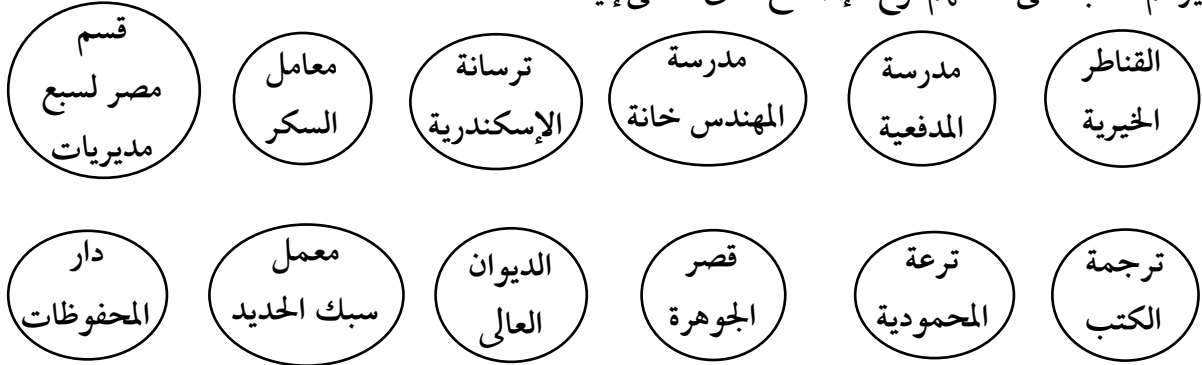 القناطر
الخيرية
مدرسة
المدفعية
مدرسة
المهندس خانة
ترسانة
الإسكندرية
معامل
السكر
قسم
مصر لسبع
مديريات
ترجمة
الكتب
ترعة
المحمودية
قصر
الجوهرة
الديوان
العالى
معمل
سبك الحديد
دار
المحفوظات